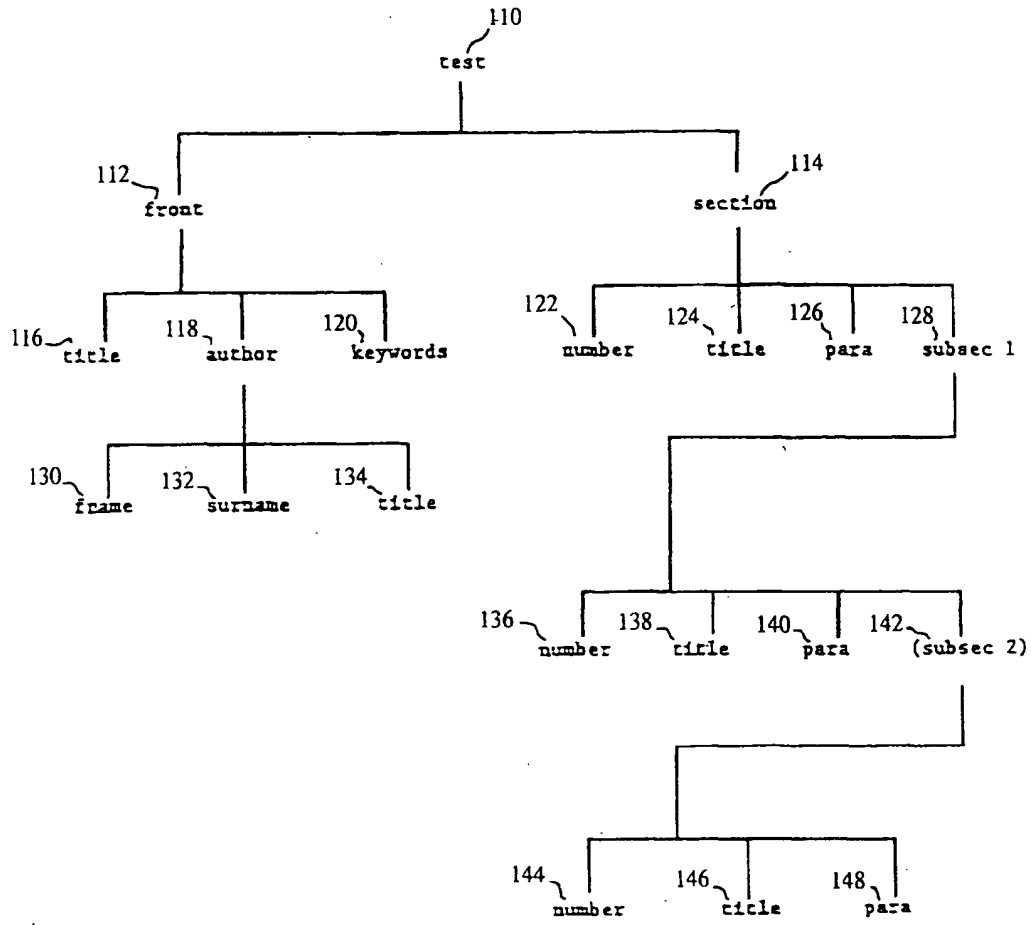 110
test
112
front
114
section
116
title
118
author
120
keywords
122
number
124
title
126
para
128
subsec 1
130
fname
132
surname
134
title
136
number
138
title
140
para
142
(subsec 2)
144
number
146
title
148
para